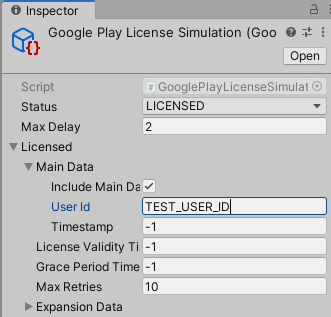 Inspector
Google Play License Simulation (Goo
Open
Script GooglePlayLicenseSimulat
Status LICENSED
Max Delay 2
Licensed
Main Data
Include Main Da
User Id TEST_USER_ID
Timestamp -1
License Validity Ti -1
Grace Period Time -1
Max Retries 10
Expansion Data